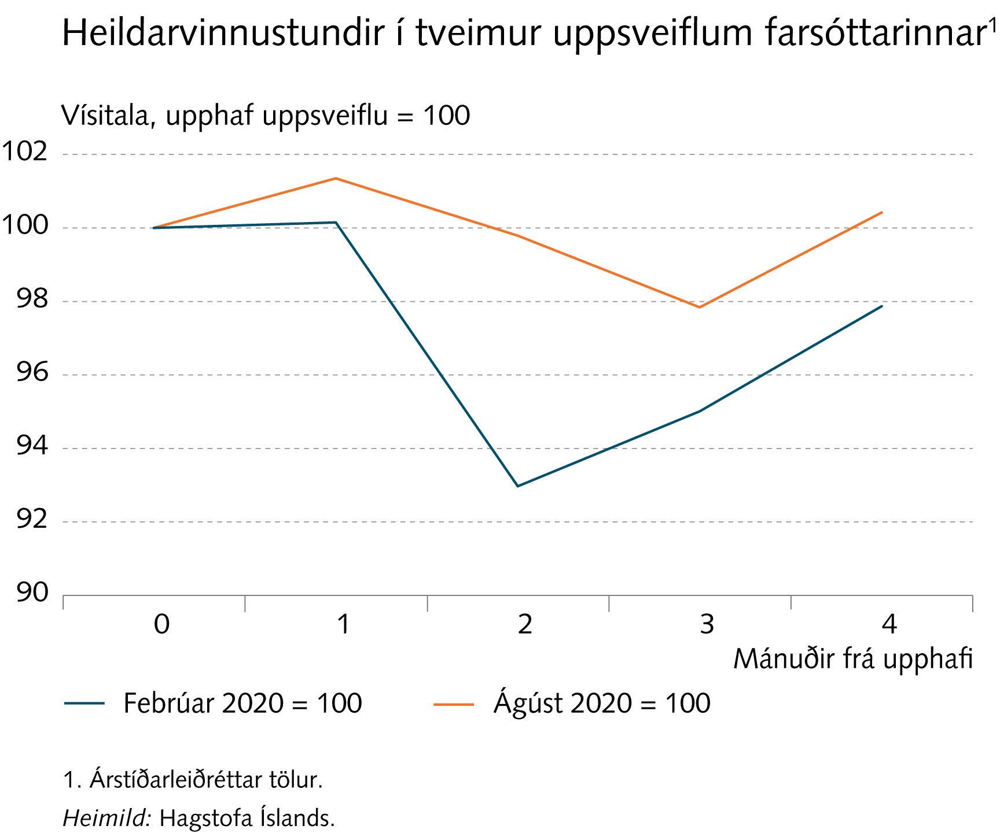 Heildarvinnustundir í tveimur uppsveiflum farsóttarinnar¹
Vísitala, upphaf uppsveiflu = 100
102
100
98
96
94
92
90
0 1 2 3 4
Mánuðir frá upphafi
Febrúar 2020 = 100 Ágúst 2020 = 100
1. Árstíðarleiðréttar tölur.
Heimild: Hagstofa Íslands.